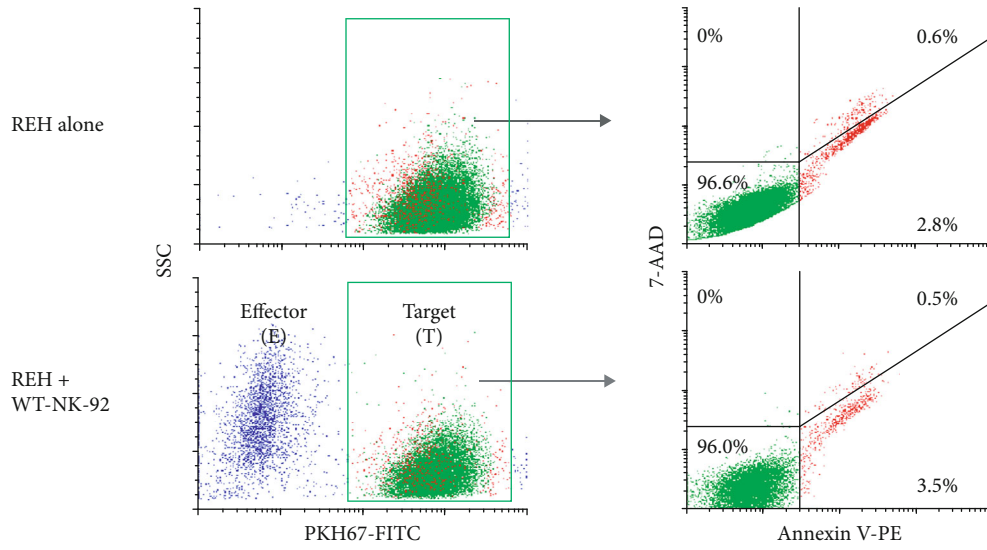 REH alone
SSC
0%
0.6%
96.6%
2.8%
7-AAD
REH +
WT-NK-92
Effector
(E)
Target
(T)
0%
0.5%
96.0%
3.5%
PKH67-FITC
Annexin V-PE